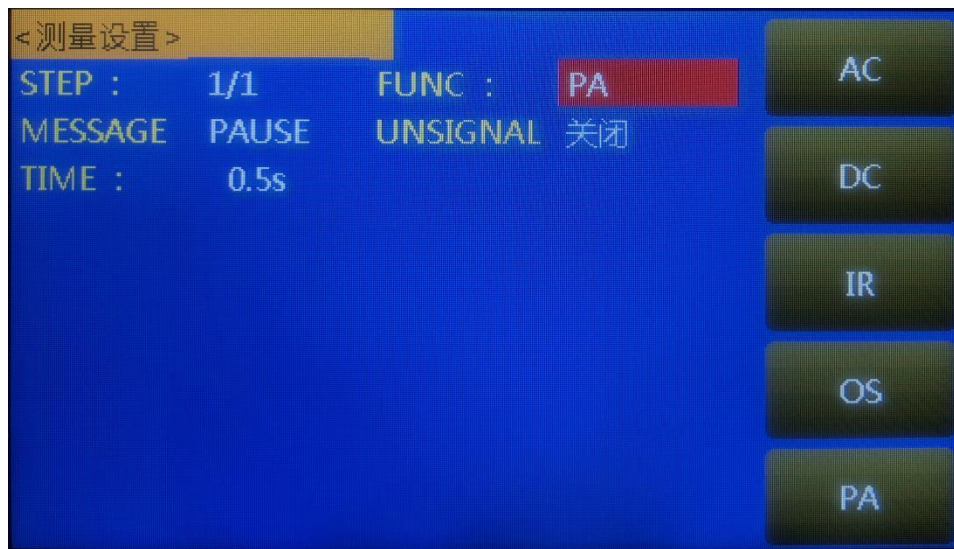 <测量设置>
STEP : 1/1 FUNC : PA
MESSAGE PAUSE UNSIGNAL 关闭
TIME : 0.5s
AC
DC
IR
OS
PA